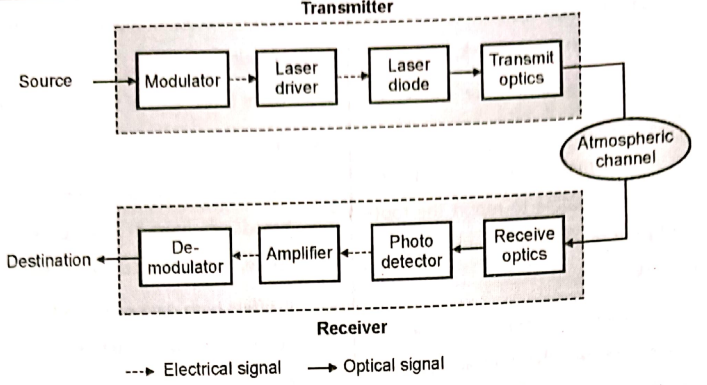 Transmitter
Source
Modulator
Laser
driver
Laser
diode
Transmit
optics
Atmospheric
channel
Destination
De-
modulator
Amplifier
Photo
detector
Receive
optics
Receiver
Electrical signal
Optical signal